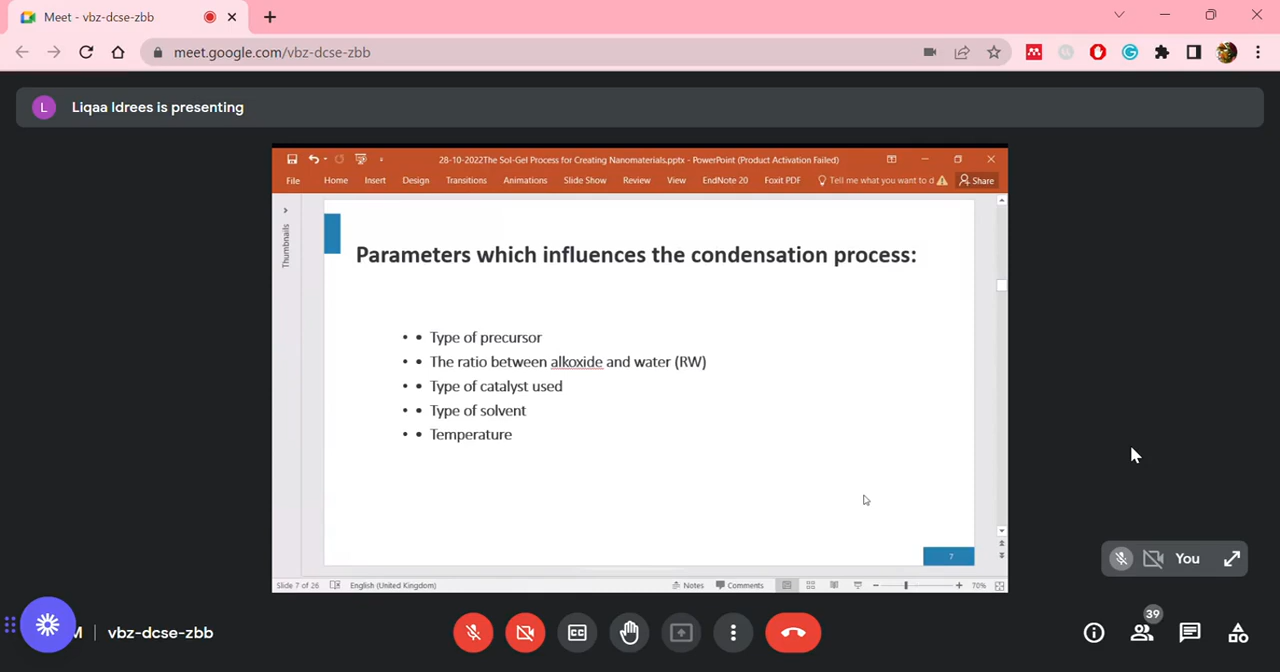 Meet - vbz-dcse-zbb
meet.google.com/vbz-dcse-zbb
L
Liqaa Idrees is presenting
28-10-2022The Sol-Gel Process for Creating Nanomaterials.pptx - PowerPoint (Product Activation Failed)
File Home Insert Design Transitions Animations Slide Show Review View EndNote 20 Foxit PDF Tell me what you want to d Share
Thumbnails
Parameters which influences the condensation process:
• • Type of precursor
• • The ratio between alkoxide and water (RW)
• • Type of catalyst used
• • Type of solvent
• • Temperature
7
Slide 7 of 26 English (United Kingdom) Notes Comments 70%
You
M | vbz-dcse-zbb
CC
39